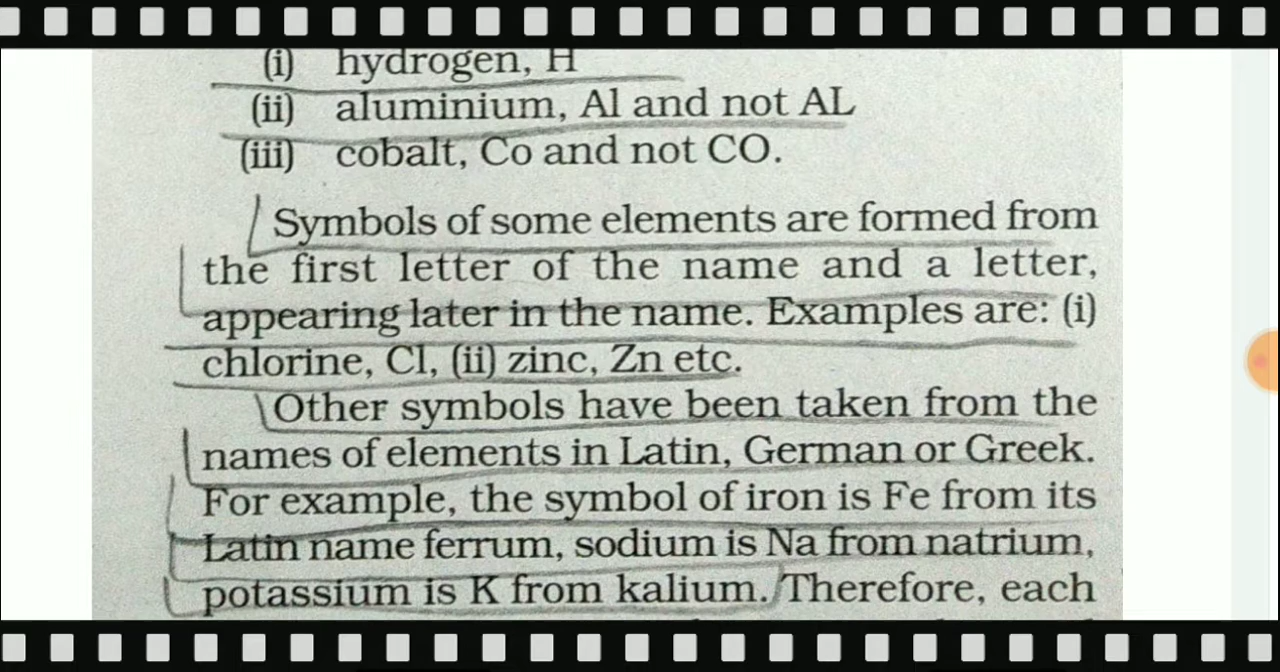 (i) hydrogen, H
(ii) aluminium, Al and not AL
(iii) cobalt, Co and not CO.
Symbols of some elements are formed from
the first letter of the name and a letter,
appearing later in the name. Examples are: (i)
chlorine, Cl, (ii) zinc, Zn etc.
Other symbols have been taken from the
names of elements in Latin, German or Greek.
For example, the symbol of iron is Fe from its
Latin name ferrum, sodium is Na from natrium,
potassium is K from kalium. Therefore, each